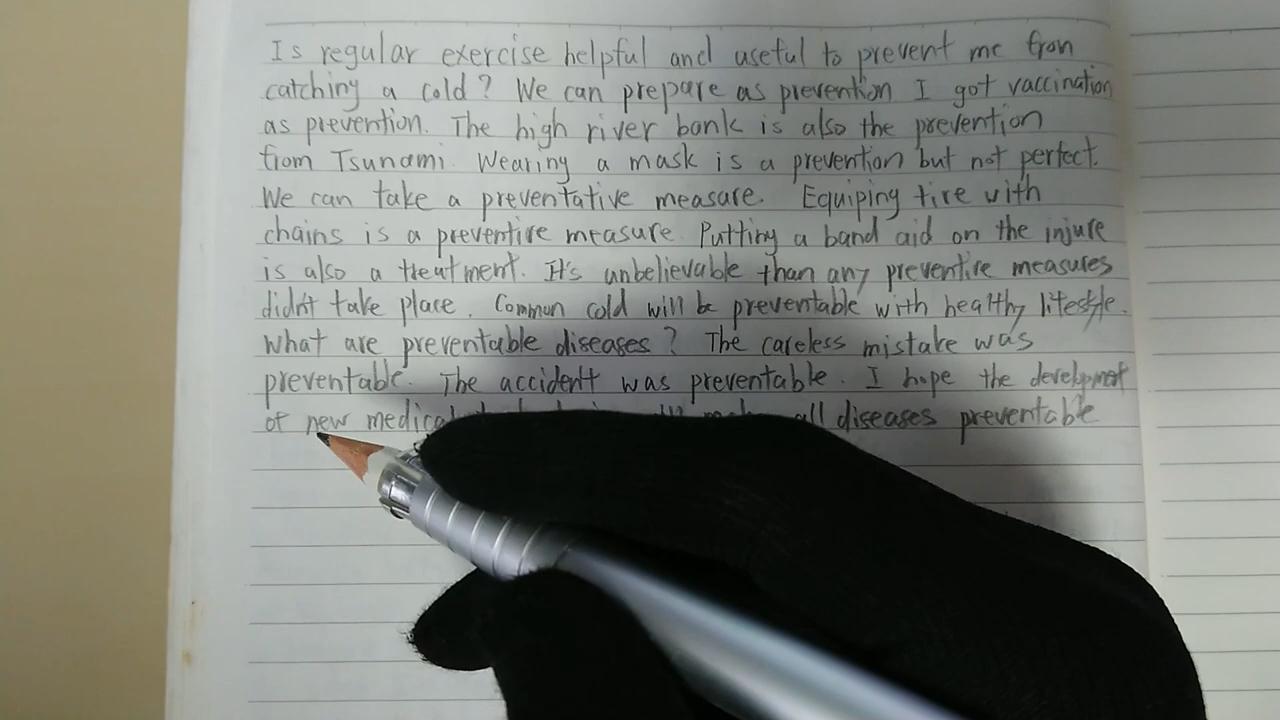 Is regular exercise helpful and useful to prevent me from
catching a cold? We can prepare as prevention I got vaccination
as prevention. The high river bank is also the prevention
from Tsunami. Wearing a mask is a prevention but not perfect.
We can take a preventative measure. Equiping tire with
chains is a preventive measure. Putting a band aid on the injure
is also a treatment. It's unbelievable than any preventive measures
didn't take place. Common cold will be preventable with healthy lifestyle.
What are preventable diseases? The careless mistake was
preventable. The accident was preventable. I hope the development
of new all diseases preventable